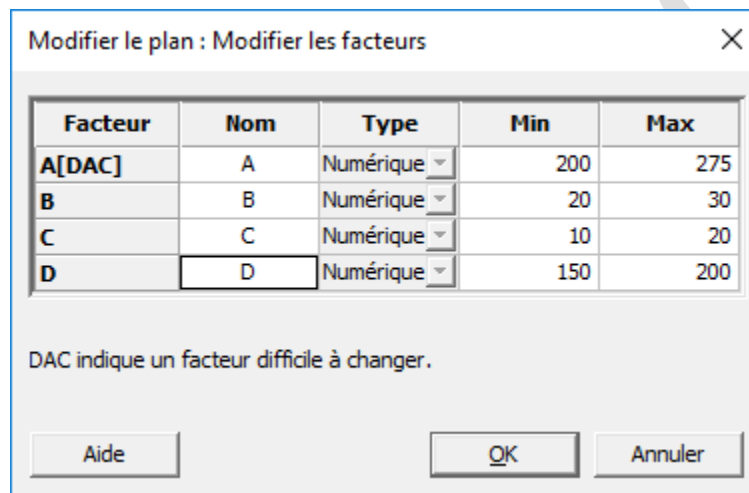 Modifier le plan : Modifier les facteurs
Facteur Nom Type Min Max
A[DAC] A Numérique 200 275
B B Numérique 20 30
C C Numérique 10 20
D D Numérique 150 200
DAC indique un facteur difficile à changer.
Aide OK Annuler